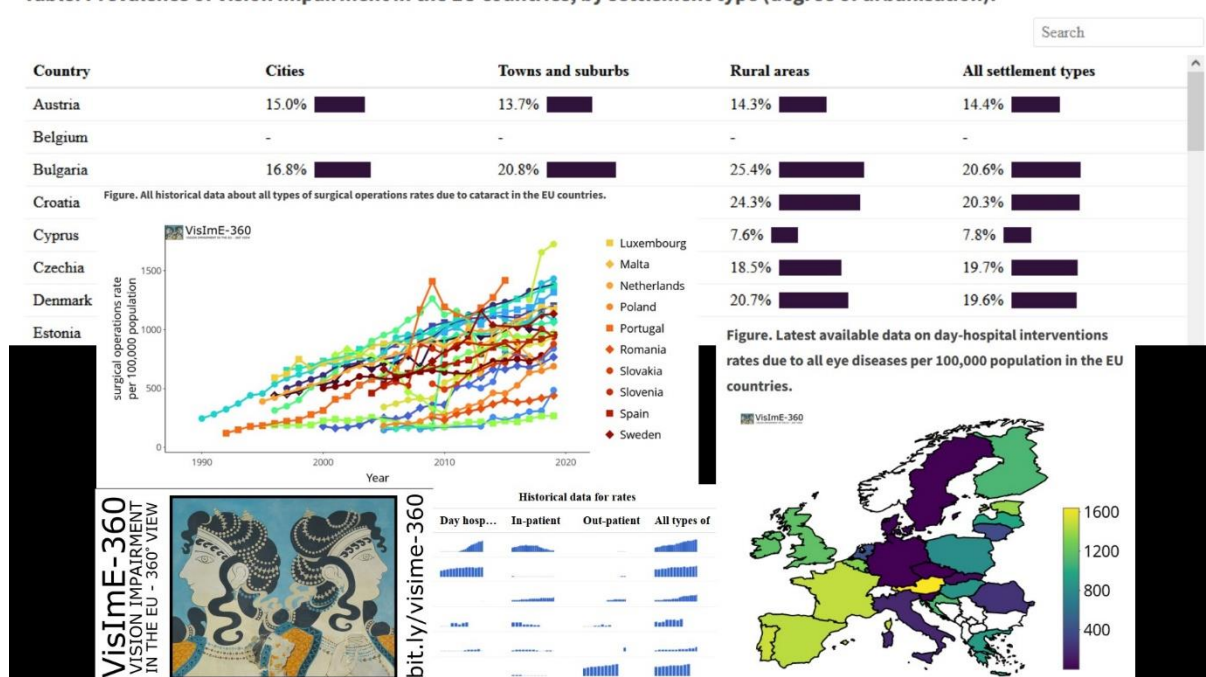 Country Cities Towns and suburbs Rural areas All settlement types
Search
Austria 15.0% 13.7% 14.3% 14.4%
Belgium - - - -
Bulgaria 16.8% 20.8% 25.4% 20.6%
Croatia 24.3% 20.3%
Cyprus 7.6% 7.8%
Czechia 18.5% 19.7%
Denmark 20.7% 19.6%
Estonia
Figure. All historical data about all types of surgical operations rates due to cataract in the EU countries.
VisImE-360
surgical operations rate
per 100,000 population
1500
1000
500
0
1990 2000 2010 2020
Year
Luxembourg
Malta
Netherlands
Poland
Portugal
Romania
Slovakia
Slovenia
Spain
Sweden
Figure. Latest available data on day-hospital interventions
rates due to all eye diseases per 100,000 population in the EU
countries.
VisImE-360
1600
1200
800
400
VisImE-360
VISION IMPAIRMENT
IN THE EU - 360° VIEW
bit.ly/visime-360
Historical data for rates
Day hosp... In-patient Out-patient All types of